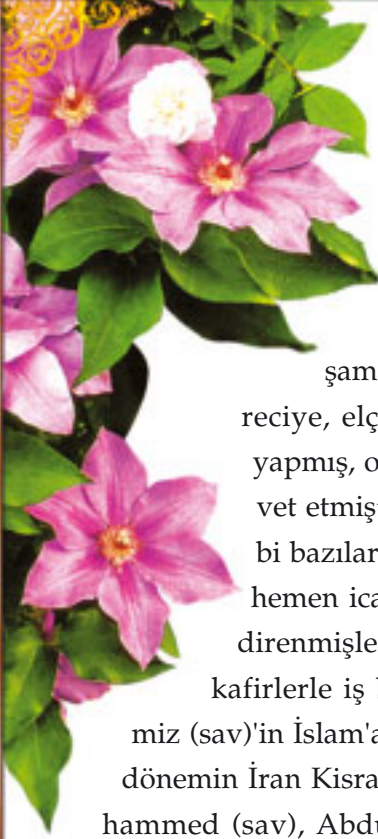 şam
reciye, elç
yapmış, o
vet etmiş
bi bazılar
hemen ica
direnmişle
kafirlerle iş
miz (sav)'in İslam'a
dönemin İran Kisra
hammed (sav), Abdu